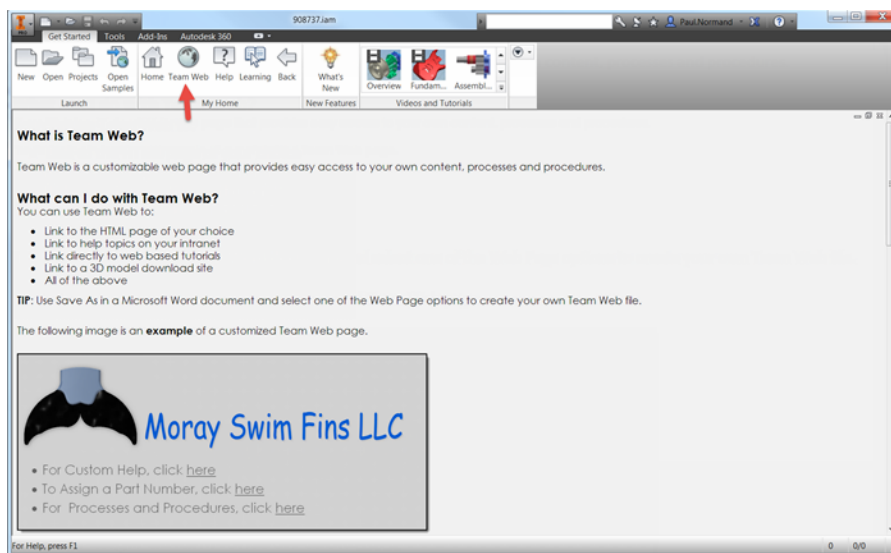 908737.iam
Paul.Normand
PRO
Get Started Tools Add-Ins Autodesk 360
New Open Projects Open Samples Home Team Web Help Learning Back What's New Overview Fundam... Assembl...
Launch My Home New Features Videos and Tutorials
What is Team Web?
Team Web is a customizable web page that provides easy access to your own content, processes and procedures.
What can I do with Team Web?
You can use Team Web to:
• Link to the HTML page of your choice
• Link to help topics on your intranet
• Link directly to web based tutorials
• Link to a 3D model download site
• All of the above
TIP: Use Save As in a Microsoft Word document and select one of the Web Page options to create your own Team Web file.
The following image is an example of a customized Team Web page.
Moray Swim Fins LLC
• For Custom Help, click here
• To Assign a Part Number, click here
• For Processes and Procedures, click here
For Help, press F1 0 0/0